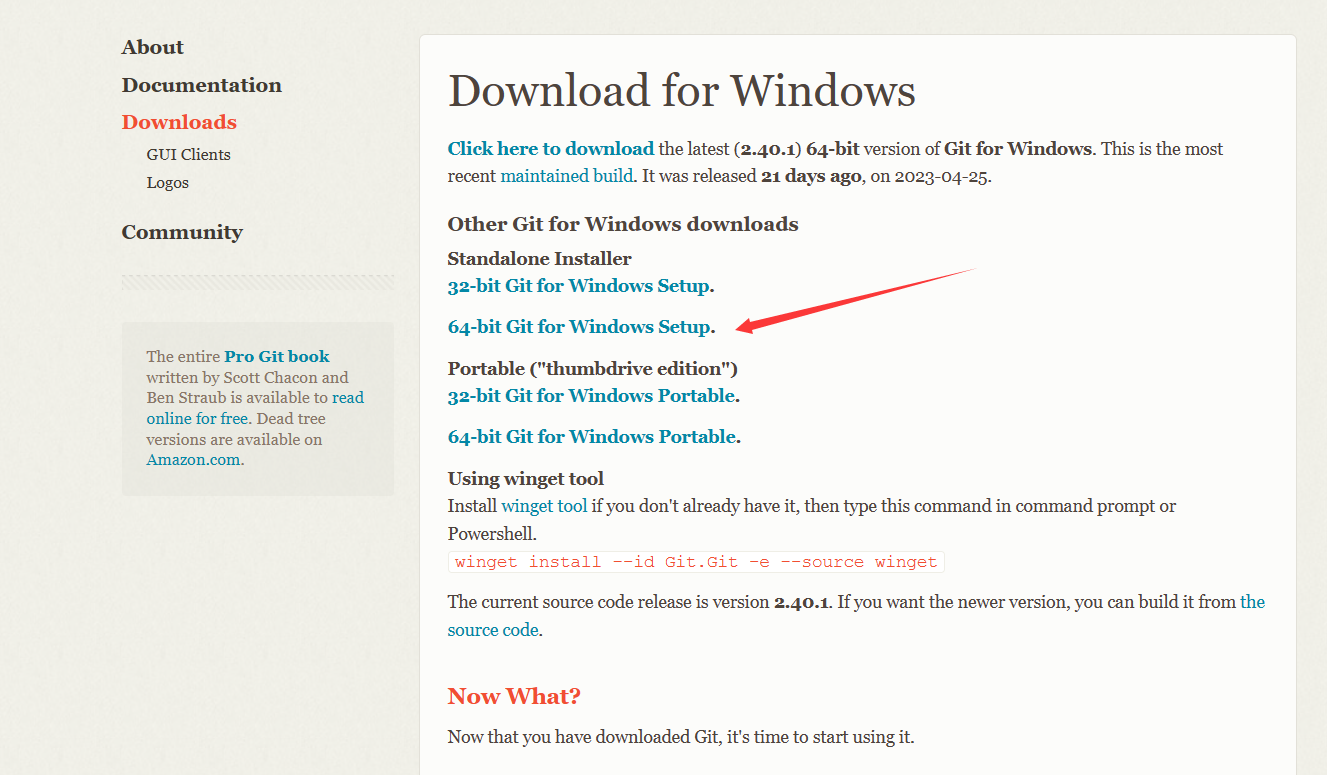 About
Documentation
Downloads
GUI Clients
Logos
Community
The entire Pro Git book
written by Scott Chacon and
Ben Straub is available to read
online for free. Dead tree
versions are available on
Amazon.com.
Download for Windows
Click here to download the latest (2.40.1) 64-bit version of Git for Windows. This is the most
recent maintained build. It was released 21 days ago, on 2023-04-25.
Other Git for Windows downloads
Standalone Installer
32-bit Git for Windows Setup.
64-bit Git for Windows Setup.
Portable ("thumbdrive edition")
32-bit Git for Windows Portable.
64-bit Git for Windows Portable.
Using winget tool
Install winget tool if you don't already have it, then type this command in command prompt or
Powershell.
winget install --id Git.Git -e --source winget
The current source code release is version 2.40.1. If you want the newer version, you can build it from the
source code.
Now What?
Now that you have downloaded Git, it's time to start using it.